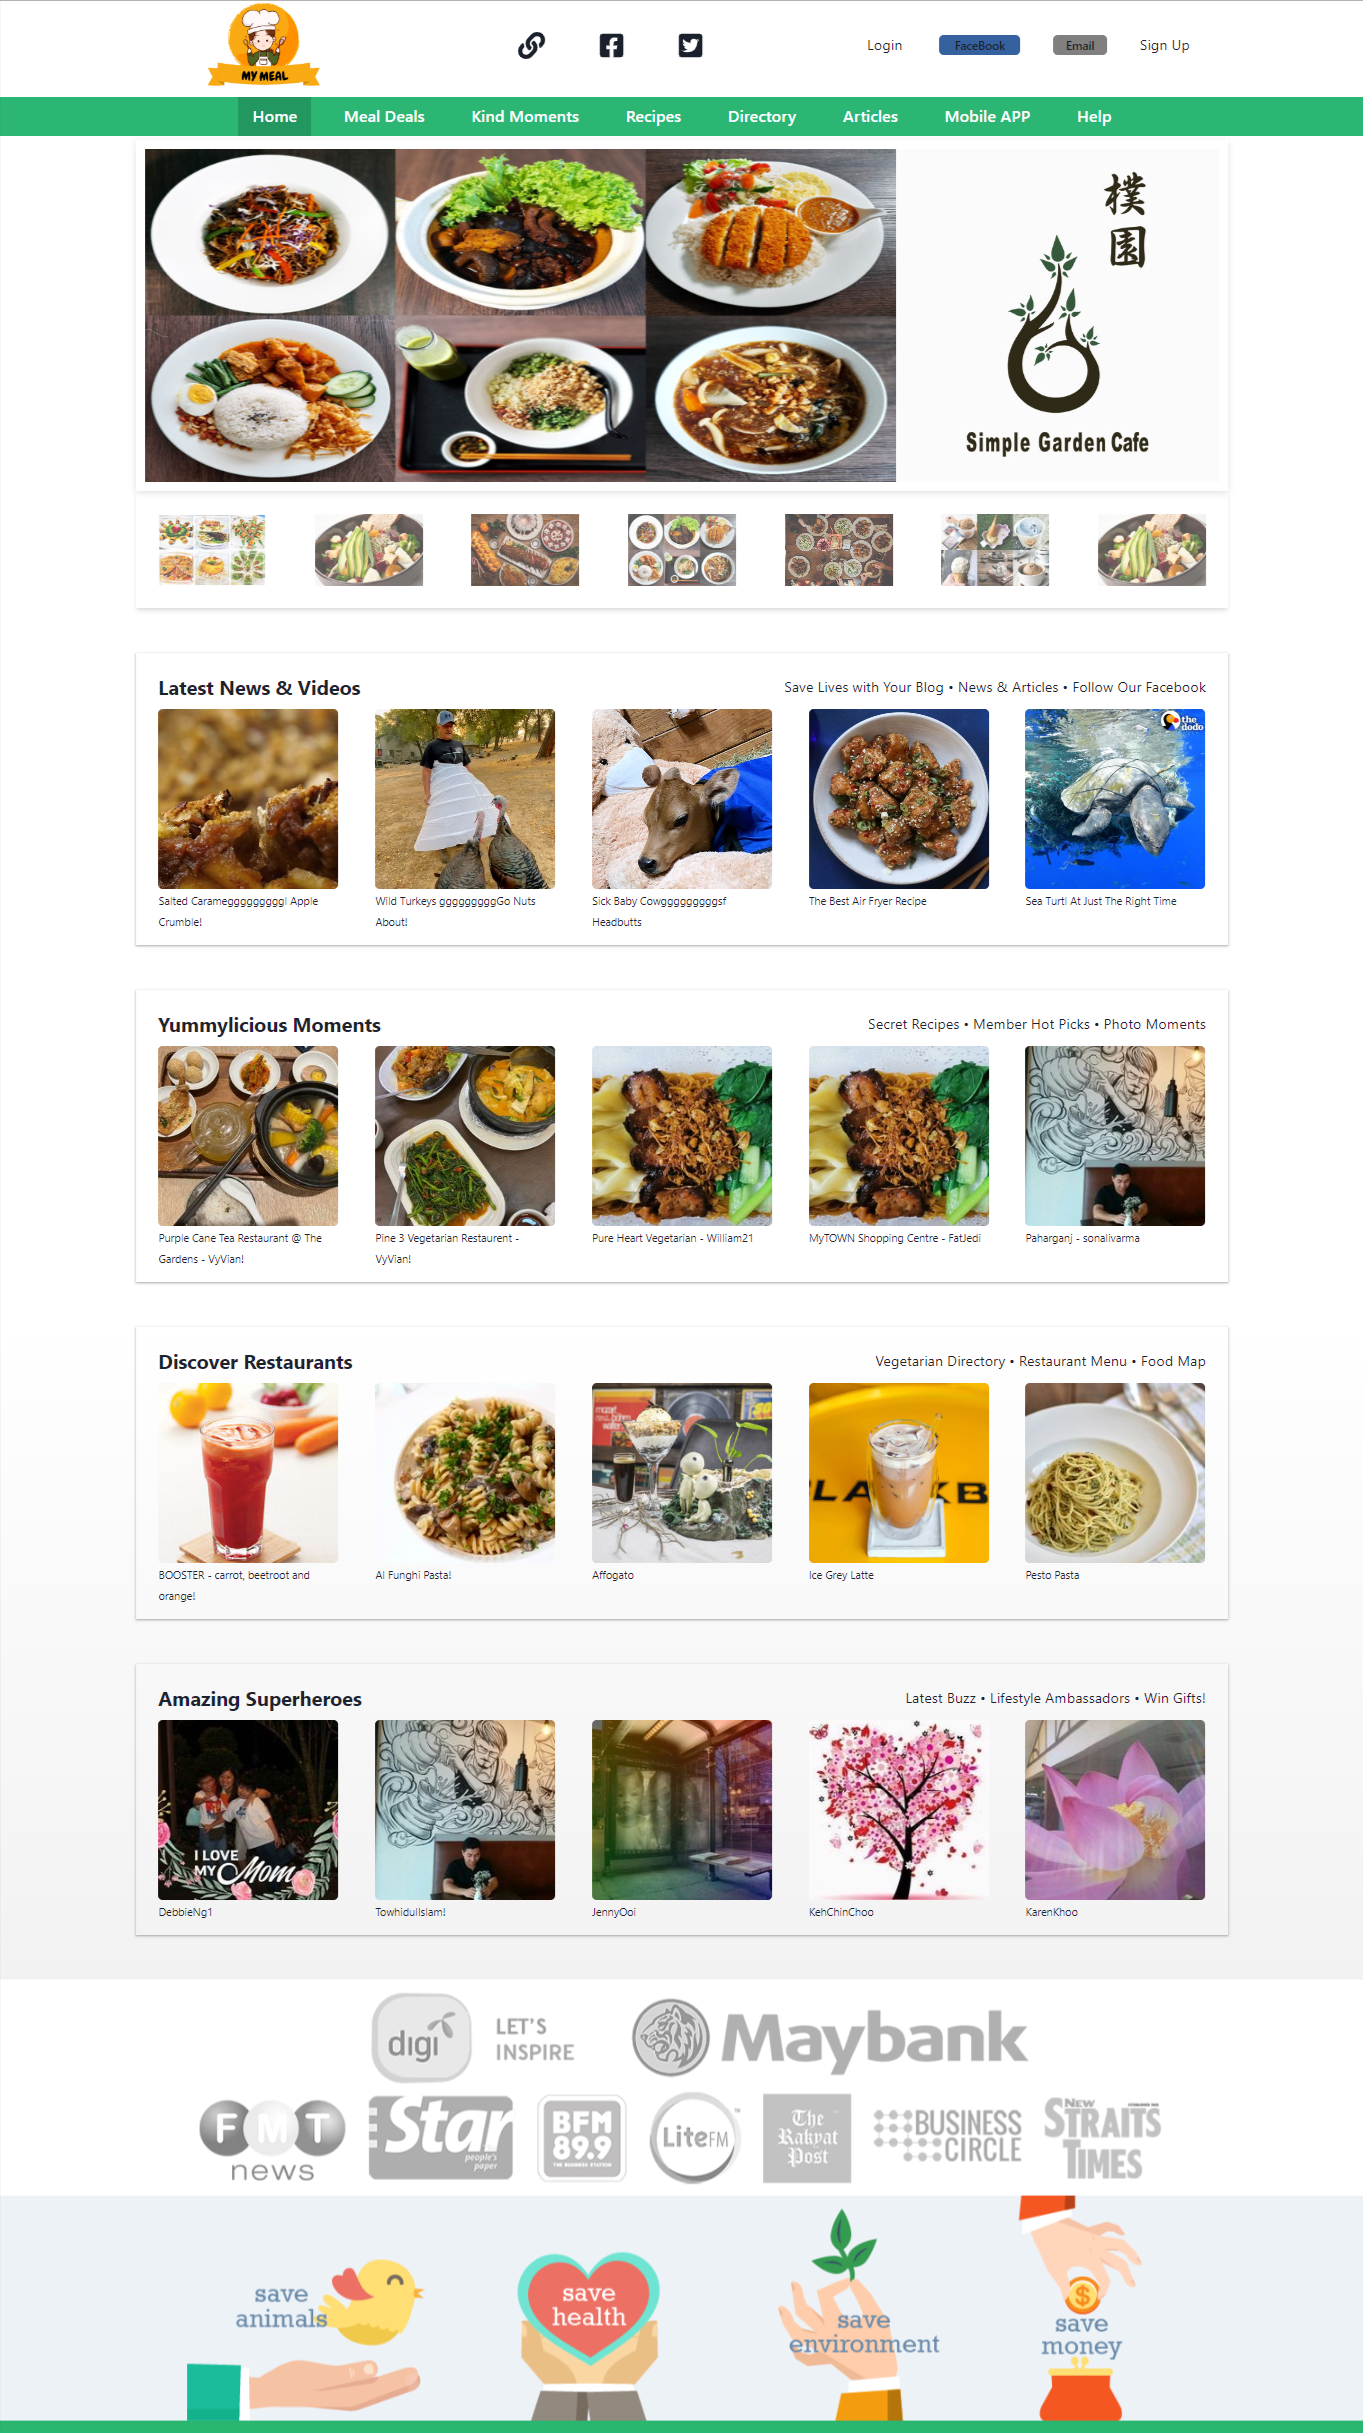 MY MEAL
Login
FaceBook
Email
Sign Up
Home
Meal Deals
Kind Moments
Recipes
Directory
Articles
Mobile APP
Help
樸
園
Simple Garden Cafe
Latest News & Videos
Save Lives with Your Blog • News & Articles • Follow Our Facebook
the
dodo
Salted Carameggggggggl Apple
Crumble!
Wild Turkeys gggggggggGo Nuts
About!
Sick Baby Cowgggggggggsf
Headbutts
The Best Air Fryer Recipe
Sea Turtl At Just The Right Time
Yummylicious Moments
Secret Recipes • Member Hot Picks • Photo Moments
Purple Cane Tea Restaurant @ The
Gardens - VyVian!
Pine 3 Vegetarian Restaurent -
VyVian!
Pure Heart Vegetarian - William21
MyTOWN Shopping Centre - FatJedi
Paharganj - sonalivarma
Discover Restaurants
Vegetarian Directory • Restaurant Menu • Food Map
BOOSTER - carrot, beetroot and
orange!
Al Funghi Pasta!
Affogato
Ice Grey Latte
Pesto Pasta
Amazing Superheroes
Latest Buzz • Lifestyle Ambassadors • Win Gifts!
I LOVE
MY Mom
DebbieNg1
TowhidulIslam!
JennyOoi
KehChinChoo
KarenKhoo
digi
LET'S
INSPIRE
Maybank
FMT
news
THE Star
people's
paper
BFM
89.9
THE BUSINESS STATION
LiteFM
The
Rakyat
Post
BUSINESS
CIRCLE
NEW
STRAITS
TIMES
save
animals
save
health
save
environment
save
money